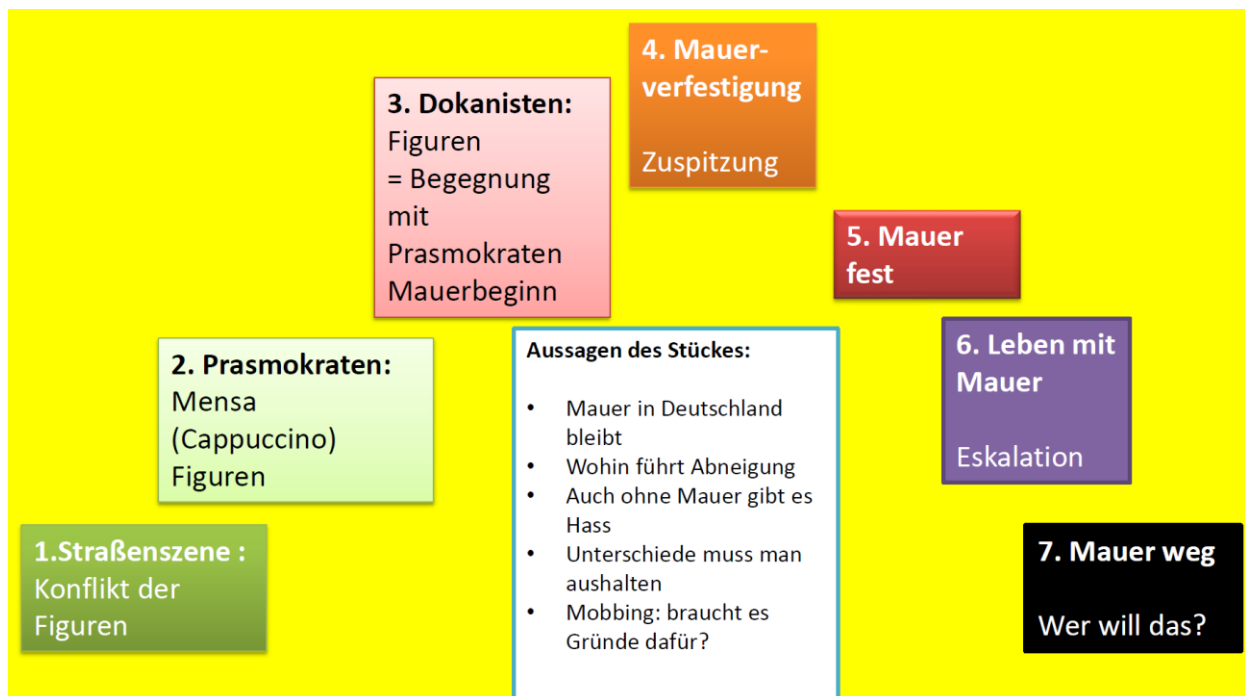 1.Straßenszene :
Konflikt der
Figuren
2. Prasmokraten:
Mensa
(Cappuccino)
Figuren
3. Dokanisten:
Figuren
= Begegnung
mit
Prasmokraten
Mauerbeginn
4. Mauer-
verfestigung
Zuspitzung
5. Mauer
fest
6. Leben mit
Mauer
Eskalation
7. Mauer weg
Wer will das?
Aussagen des Stückes:
• Mauer in Deutschland
bleibt
• Wohin führt Abneigung
• Auch ohne Mauer gibt es
Hass
• Unterschiede muss man
aushalten
• Mobbing: braucht es
Gründe dafür?